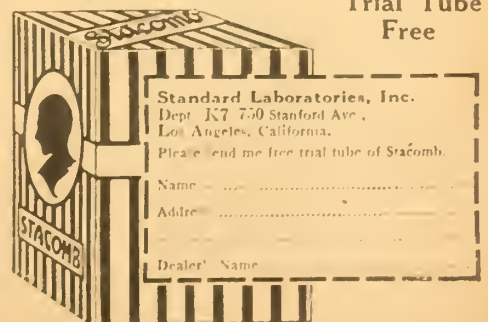 Trial Tube
Free
Stacomb
STACOMB
Standard Laboratories, Inc.
Dept. K7 750 Stanford Ave.,
Los Angeles, California.
Please send me free trial tube of Stacomb.
Name
Address
Dealer's Name